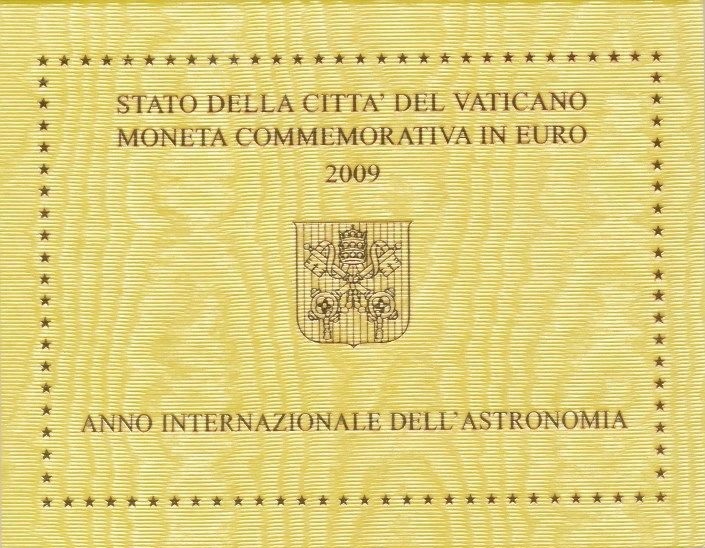 STATO DELLA CITTA' DEL VATICANO
MONETA COMMEMORATIVA IN EURO
2009
ANNO INTERNAZIONALE DELL'ASTRONOMIA